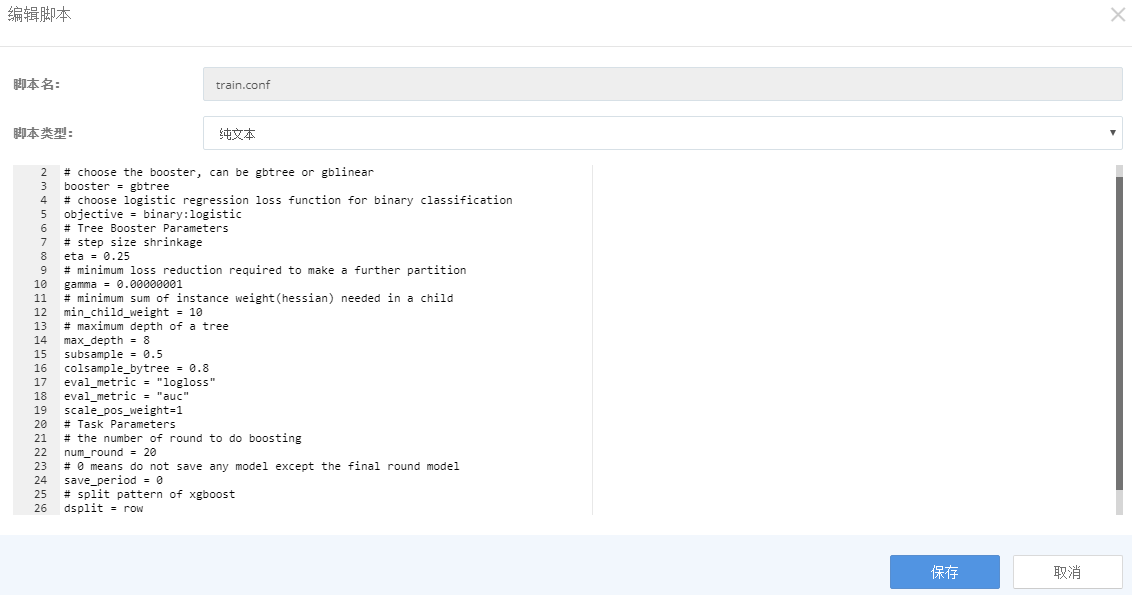 编辑脚本
脚本名:
train.conf
脚本类型:
纯文本
2 # choose the booster, can be gbtree or gblinear
3 booster = gbtree
4 # choose logistic regression loss function for binary classification
5 objective = binary:logistic
6 # Tree Booster Parameters
7 # step size shrinkage
8 eta = 0.25
9 # minimum loss reduction required to make a further partition
10 gamma = 0.00000001
11 # minimum sum of instance weight(hessian) needed in a child
12 min_child_weight = 10
13 # maximum depth of a tree
14 max_depth = 8
15 subsample = 0.5
16 colsample_bytree = 0.8
17 eval_metric = "logloss"
18 eval_metric = "auc"
19 scale_pos_weight=1
20 # Task Parameters
21 # the number of round to do boosting
22 num_round = 20
23 # 0 means do not save any model except the final round model
24 save_period = 0
25 # split pattern of xgboost
26 dsplit = row
保存
取消